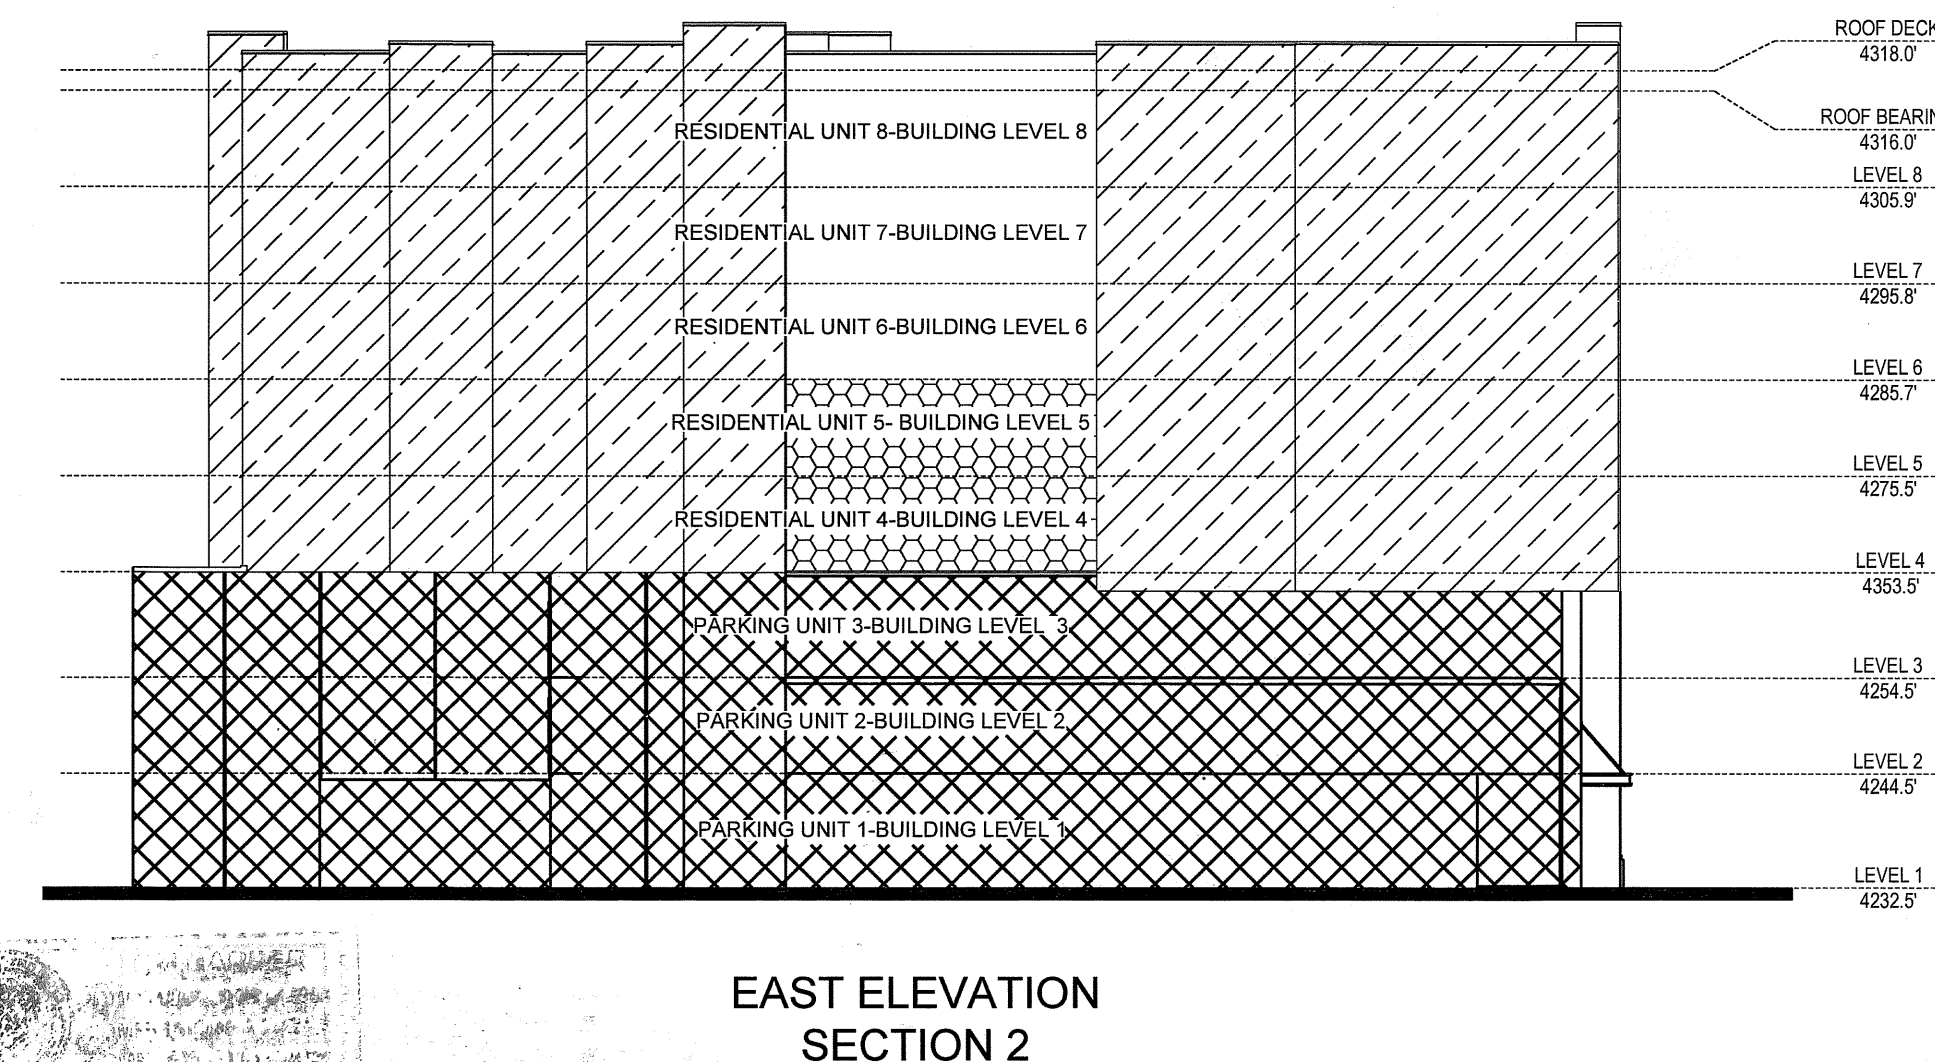 ROOF DECK
4318.0'
ROOF BEARIN
4316.0'
RESIDENTIAL UNIT 8-BUILDING LEVEL 8
LEVEL 8
4305.9'
RESIDENTIAL UNIT 7-BUILDING LEVEL 7
LEVEL 7
4295.8'
RESIDENTIAL UNIT 6-BUILDING LEVEL 6
LEVEL 6
4285.7'
RESIDENTIAL UNIT 5- BUILDING LEVEL 5
LEVEL 5
4275.5'
RESIDENTIAL UNIT 4-BUILDING LEVEL 4
LEVEL 4
4353.5'
PARKING UNIT 3-BUILDING LEVEL 3
LEVEL 3
4254.5'
PARKING UNIT 2-BUILDING LEVEL 2
LEVEL 2
4244.5'
PARKING UNIT 1-BUILDING LEVEL 1
LEVEL 1
4232.5'
EAST ELEVATION
SECTION 2